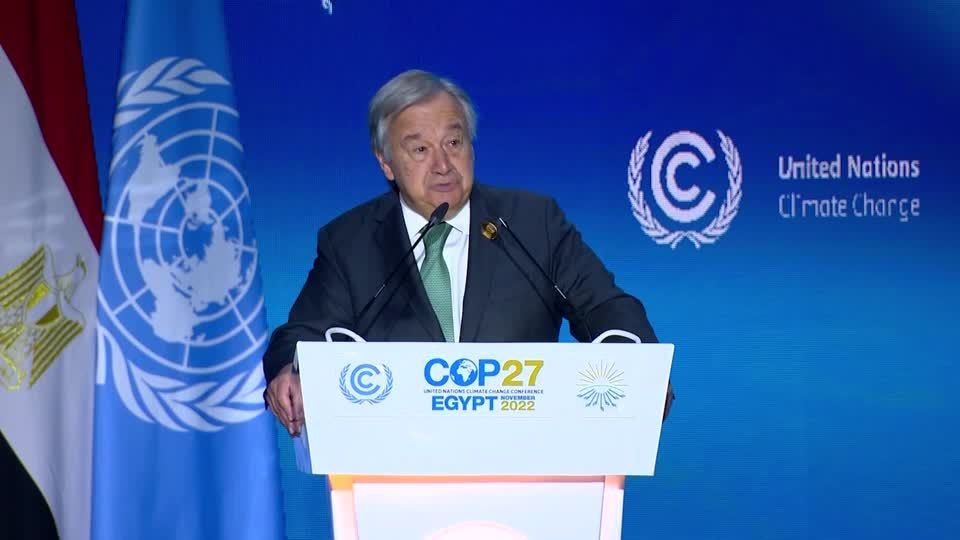 United Nations
Climate Change
COP27
UNITED NATIONS CLIMATE CHANGE CONFERENCE
EGYPT NOVEMBER 2022